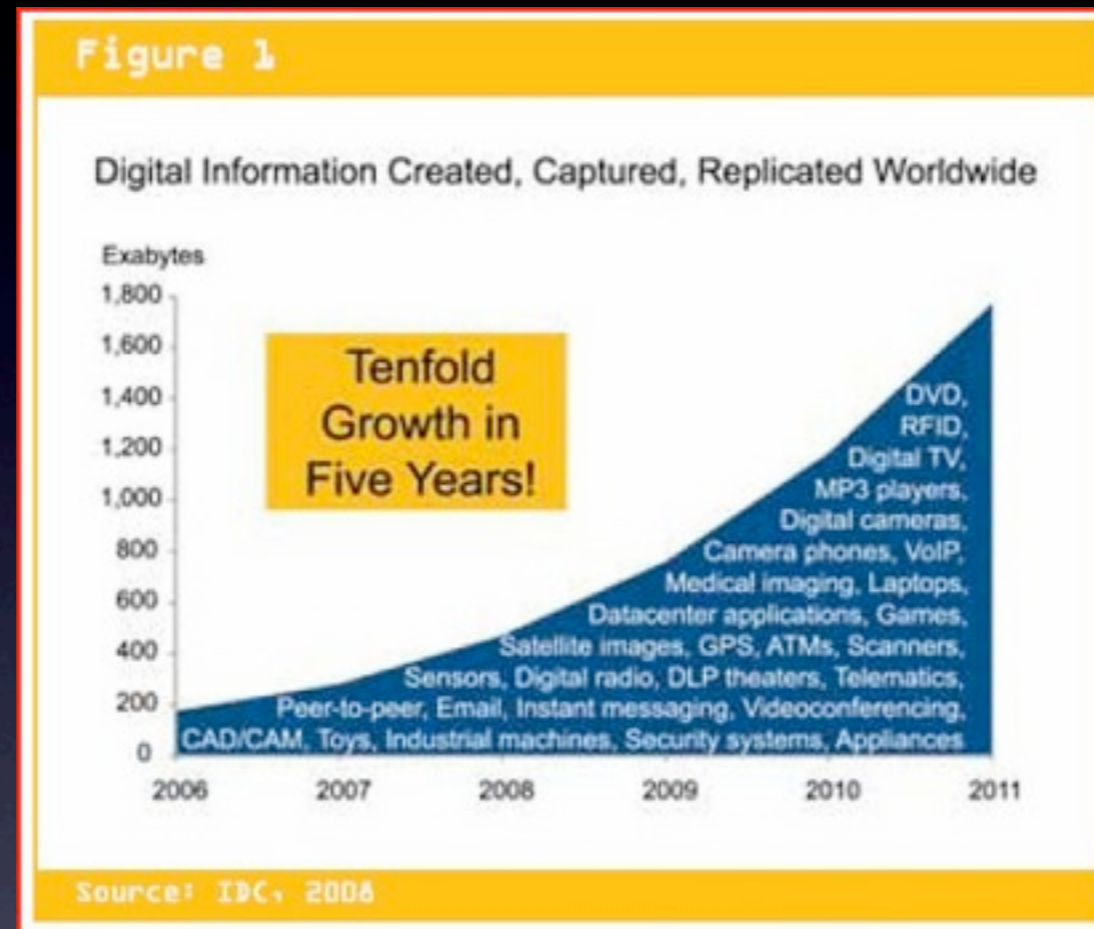 Figure 1
Digital Information Created, Captured, Replicated Worldwide
Exabytes
1,800
1,600
1,400
1,200
1,000
800
600
400
200
0
Tenfold
Growth in
Five Years!
DVD,
RFID,
Digital TV,
MP3 players,
Digital cameras,
Camera phones, VoIP,
Medical imaging, Laptops,
Datacenter applications, Games,
Satellite images, GPS, ATMs, Scanners,
Sensors, Digital radio, DLP theaters, Telematics,
Peer-to-peer, Email, Instant messaging, Videoconferencing,
CAD/CAM, Toys, Industrial machines, Security systems, Appliances
2006 2007 2008 2009 2010 2011
Source: IDC, 2008